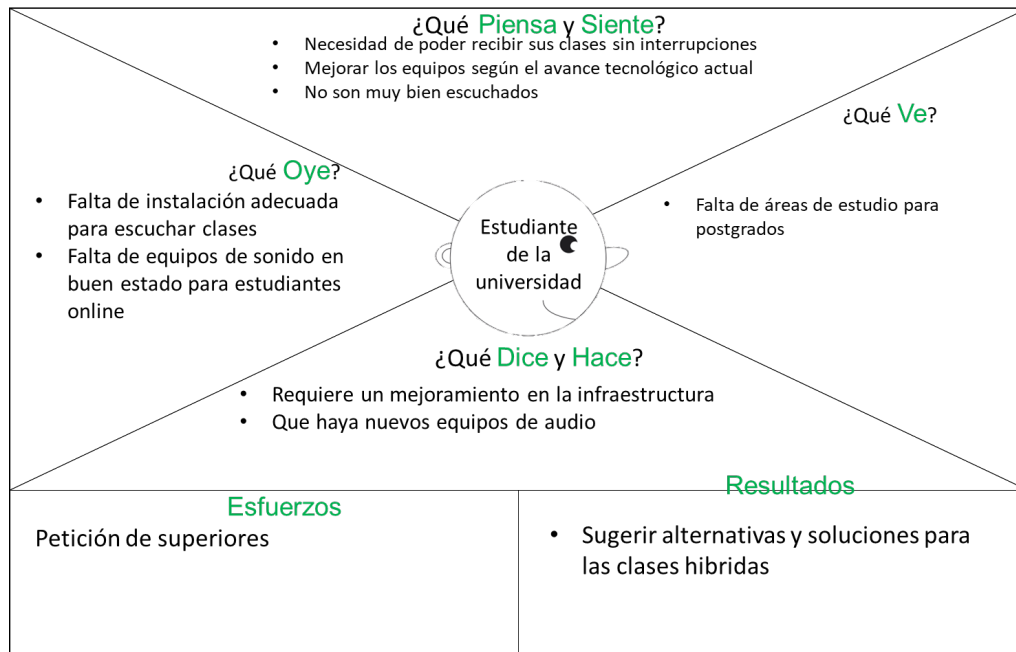 ¿Qué Piensa y Siente?
• Necesidad de poder recibir sus clases sin interrupciones
• Mejorar los equipos según el avance tecnológico actual
• No son muy bien escuchados
¿Qué Ve?
• Falta de áreas de estudio para
postgrados
¿Qué Oye?
• Falta de instalación adecuada
para escuchar clases
• Falta de equipos de sonido en
buen estado para estudiantes
online
Estudiante
de la
universidad
¿Qué Dice y Hace?
• Requiere un mejoramiento en la infraestructura
• Que haya nuevos equipos de audio
Esfuerzos
Petición de superiores
Resultados
• Sugerir alternativas y soluciones para
las clases hibridas